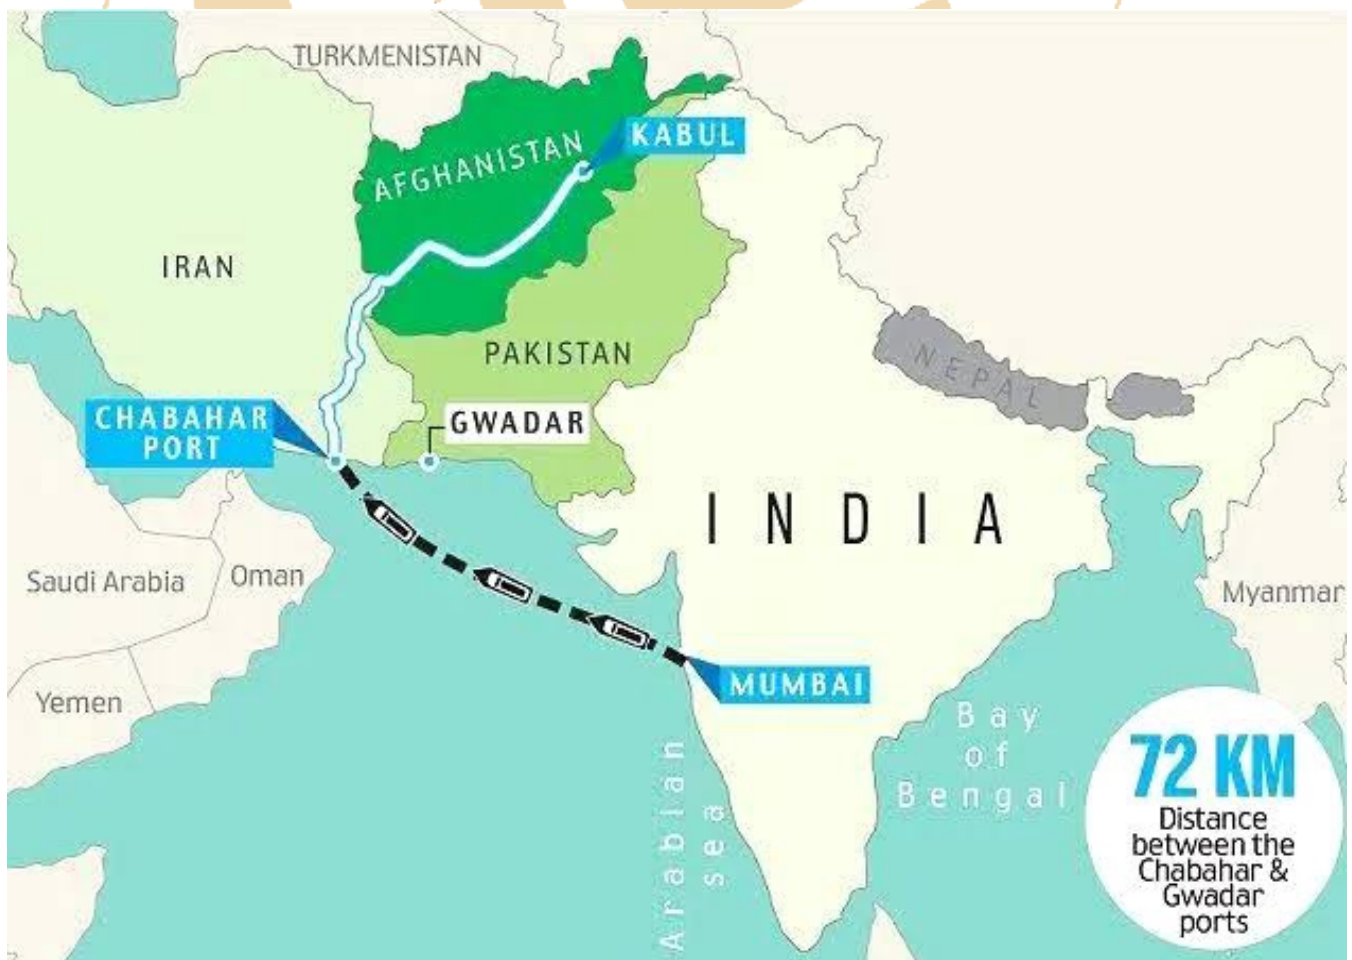 TURKMENISTAN
KABUL
AFGHANISTAN
IRAN
PAKISTAN
NEPAL
CHABAHAR
PORT
GWADAR
INDIA
Saudi Arabia
Oman
Myanmar
Yemen
MUMBAI
Bay
of
Bengal
Arabian
sea
72 KM
Distance
between the
Chabahar &
Gwadar
ports